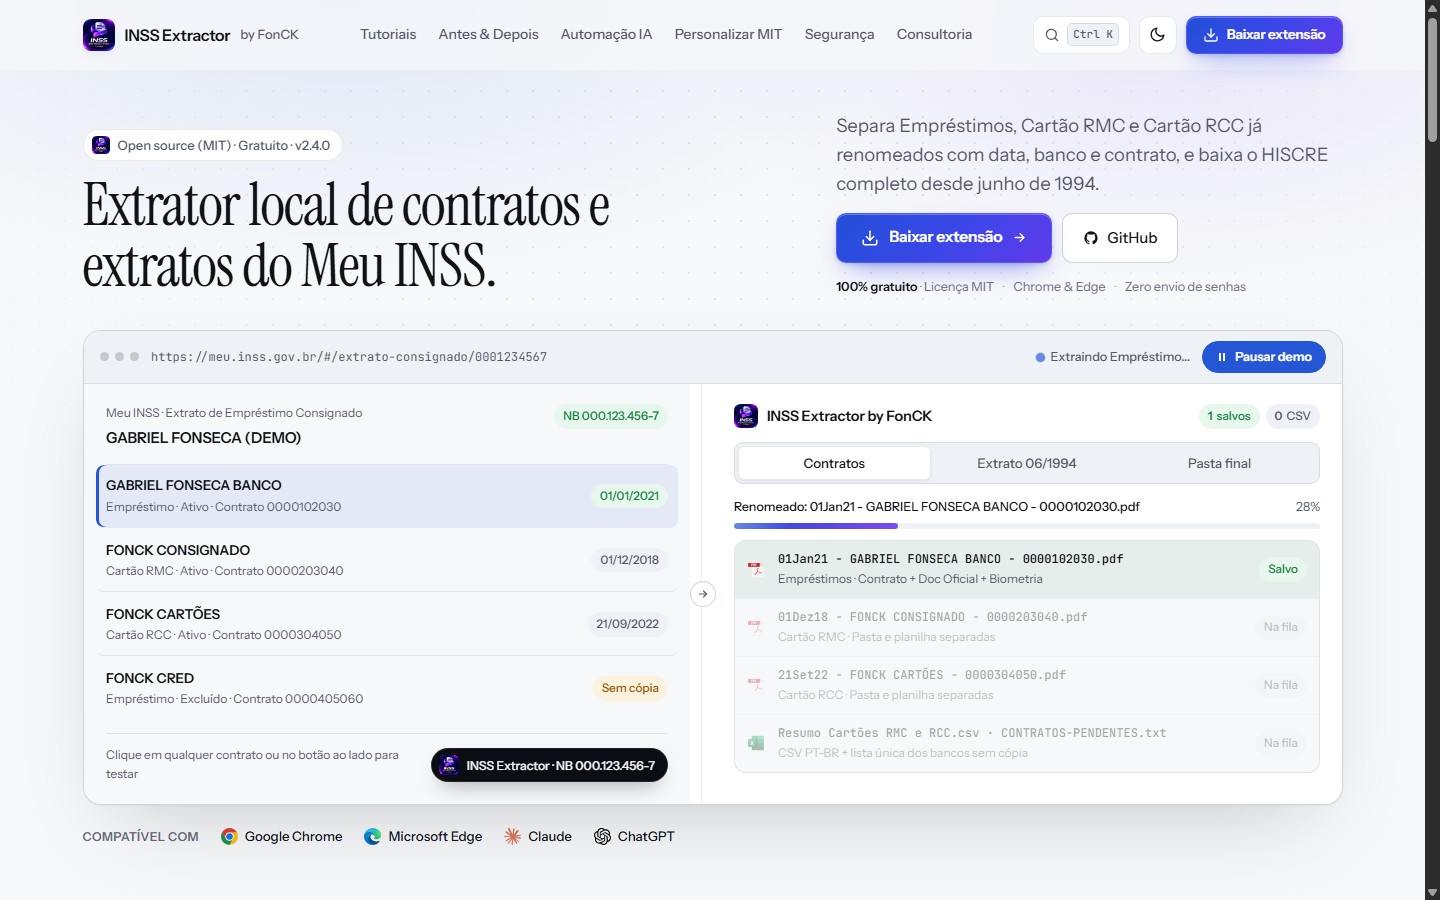 INSS Extractor by FonCK
Tutoriais Antes & Depois Automação IA Personalizar MIT Segurança Consultoria
Ctrl K
Baixar extensão
Open source (MIT) · Gratuito · v2.4.0
Extrator local de contratos e
extratos do Meu INSS.
Separa Empréstimos, Cartão RMC e Cartão RCC já
renomeados com data, banco e contrato, e baixa o HISCRE
completo desde junho de 1994.
Baixar extensão
GitHub
100% gratuito · Licença MIT · Chrome & Edge · Zero envio de senhas
https://meu.inss.gov.br/#/extrato-consignado/0001234567
Extraindo Empréstimo...
Pausar demo
Meu INSS · Extrato de Empréstimo Consignado
GABRIEL FONSECA (DEMO)
NB 000.123.456-7
GABRIEL FONSECA BANCO
Empréstimo · Ativo · Contrato 0000102030
01/01/2021
FONCK CONSIGNADO
Cartão RMC · Ativo · Contrato 0000203040
01/12/2018
FONCK CARTÕES
Cartão RCC · Ativo · Contrato 0000304050
21/09/2022
FONCK CRED
Empréstimo · Excluído · Contrato 0000405060
Sem cópia
Clique em qualquer contrato ou no botão ao lado para
testar
INSS Extractor · NB 000.123.456-7
INSS Extractor by FonCK
1 salvos
0 CSV
Contratos
Extrato 06/1994
Pasta final
Renomeado: 01Jan21 - GABRIEL FONSECA BANCO - 0000102030.pdf
28%
01Jan21 - GABRIEL FONSECA BANCO - 0000102030.pdf
Empréstimos · Contrato + Doc Oficial + Biometria
Salvo
01Dez18 - FONCK CONSIGNADO - 0000203040.pdf
Cartão RMC · Pasta e planilha separadas
Na fila
21Set22 - FONCK CARTÕES - 0000304050.pdf
Cartão RCC · Pasta e planilha separadas
Na fila
Resumo Cartões RMC e RCC.csv · CONTRATOS-PENDENTES.txt
CSV PT-BR + lista única dos bancos sem cópia
Na fila
COMPATÍVEL COM
Google Chrome
Microsoft Edge
Claude
ChatGPT